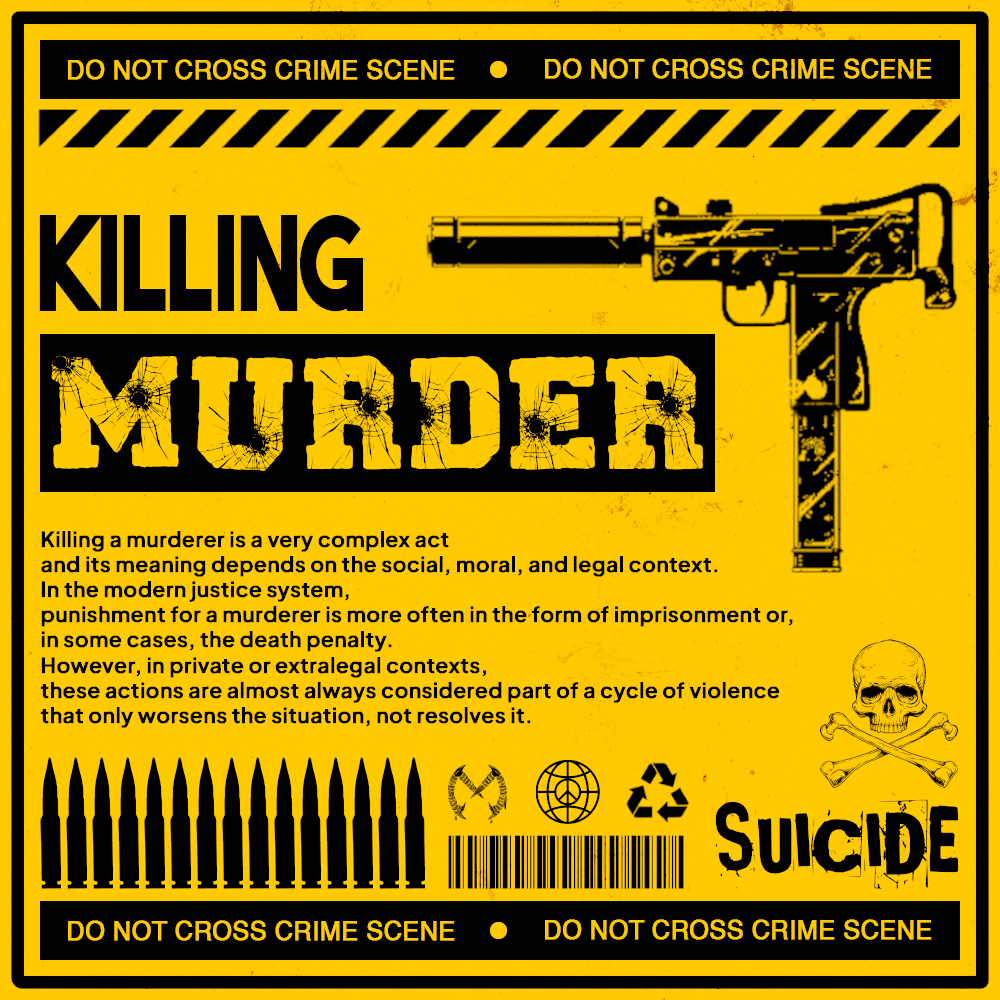 DO NOT CROSS CRIME SCENE ● DO NOT CROSS CRIME SCENE
KILLING
MURDER
Killing a murderer is a very complex act
and its meaning depends on the social, moral, and legal context.
In the modern justice system,
punishment for a murderer is more often in the form of imprisonment or,
in some cases, the death penalty.
However, in private or extralegal contexts,
these actions are almost always considered part of a cycle of violence
that only worsens the situation, not resolves it.
SUICIDE
DO NOT CROSS CRIME SCENE ● DO NOT CROSS CRIME SCENE